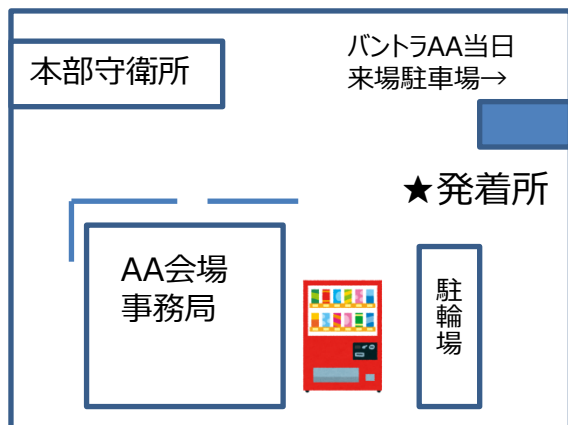 本部守衛所
バントラAA当日
来場駐車場→
★発着所
AA会場
事務局
駐輪場